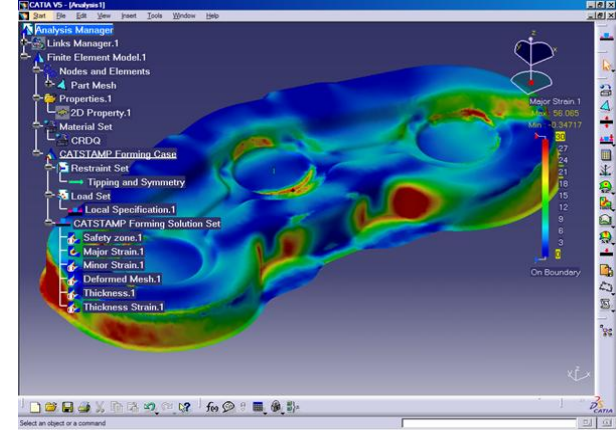 CATIA V5 - [Analysis1]
Start File Edit View Insert Tools Window Help
Analysis Manager
Links Manager.1
Finite Element Model.1
Nodes and Elements
Part Mesh
Properties.1
2D Property.1
Material Set
CRDQ
CATSTAMP Forming Case
Restraint Set
Tipping and Symmetry
Load Set
Local Specification.1
CATSTAMP Forming Solution Set
Safety zone.1
Major Strain.1
Minor Strain.1
Deformed Mesh.1
Thickness.1
Thickness Strain.1
z
x
Major Strain.1
Max : 56.065
Min : -0.34717
30
27
24
21
18
15
12
9
6
3
0
On Boundary
f(x)
CATIA
Select an object or a command